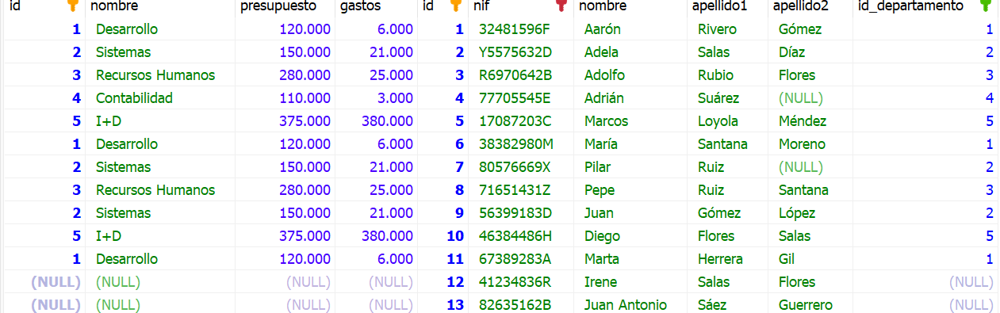 id nombre presupuesto gastos id nif nombre apellido1 apellido2 id_departamento
1 Desarrollo 120.000 6.000 1 32481596F Aarón Rivero Gómez 1
2 Sistemas 150.000 21.000 2 Y5575632D Adela Salas Díaz 2
3 Recursos Humanos 280.000 25.000 3 R6970642B Adolfo Rubio Flores 3
4 Contabilidad 110.000 3.000 4 77705545E Adrián Suárez (NULL) 4
5 I+D 375.000 380.000 5 17087203C Marcos Loyola Méndez 5
1 Desarrollo 120.000 6.000 6 38382980M María Santana Moreno 1
2 Sistemas 150.000 21.000 7 80576669X Pilar Ruiz (NULL) 2
3 Recursos Humanos 280.000 25.000 8 71651431Z Pepe Ruiz Santana 3
2 Sistemas 150.000 21.000 9 56399183D Juan Gómez López 2
5 I+D 375.000 380.000 10 46384486H Diego Flores Salas 5
1 Desarrollo 120.000 6.000 11 67389283A Marta Herrera Gil 1
(NULL) (NULL) (NULL) (NULL) 12 41234836R Irene Salas Flores (NULL)
(NULL) (NULL) (NULL) (NULL) 13 82635162B Juan Antonio Sáez Guerrero (NULL)